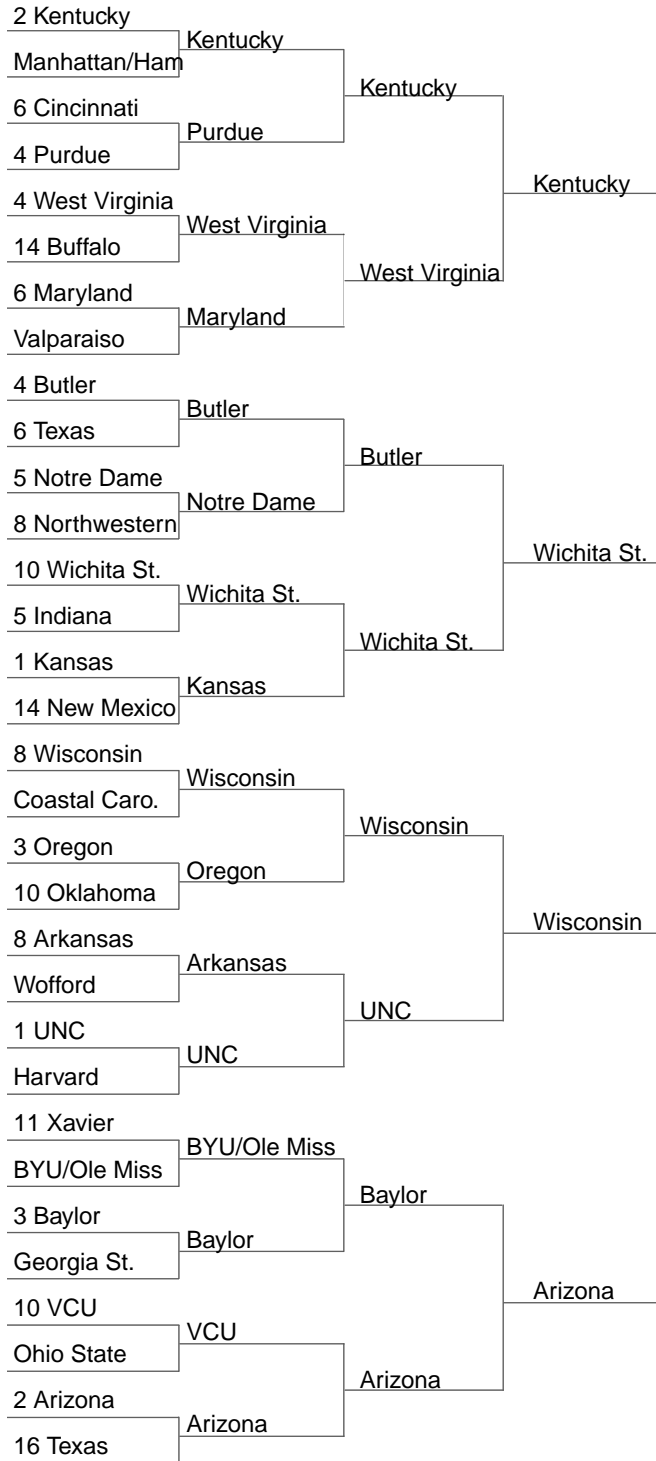 2 Kentucky
Manhattan/Ham
6 Cincinnati
4 Purdue
4 West Virginia
14 Buffalo
6 Maryland
Valparaiso
4 Butler
6 Texas
5 Notre Dame
8 Northwestern
10 Wichita St.
5 Indiana
1 Kansas
14 New Mexico
8 Wisconsin
Coastal Caro.
3 Oregon
10 Oklahoma
8 Arkansas
Wofford
1 UNC
Harvard
11 Xavier
BYU/Ole Miss
3 Baylor
Georgia St.
10 VCU
Ohio State
2 Arizona
16 Texas
Kentucky
Purdue
West Virginia
Maryland
Butler
Notre Dame
Wichita St.
Kansas
Wisconsin
Oregon
Arkansas
UNC
BYU/Ole Miss
Baylor
VCU
Arizona
Kentucky
West Virginia
Butler
Wichita St.
Wisconsin
UNC
Baylor
Arizona
Kentucky
Wichita St.
Wisconsin
Arizona